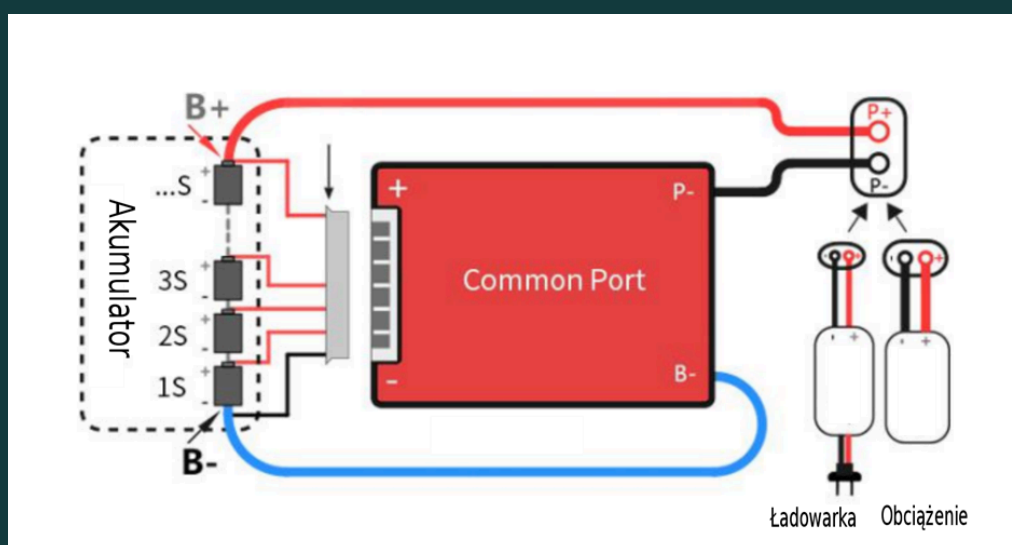 B+
P+
P-
...S
+
-
Akumulator
+
P-
3S
+
-
Common Port
2S
+
-
1S
+
-
-
B-
B-
- +
- +
- +
- +
Ładowarka
Obciążenie